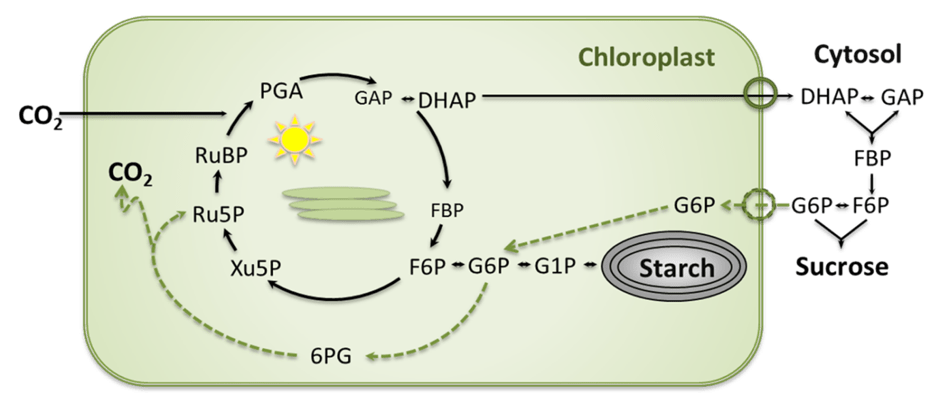 Chloroplast
Cytosol
PGA
GAP
DHAP
DHAP
GAP
CO2
RuBP
FBP
CO2
Ru5P
FBP
G6P
G6P
F6P
Xu5P
F6P
G6P
G1P
Starch
Sucrose
6PG